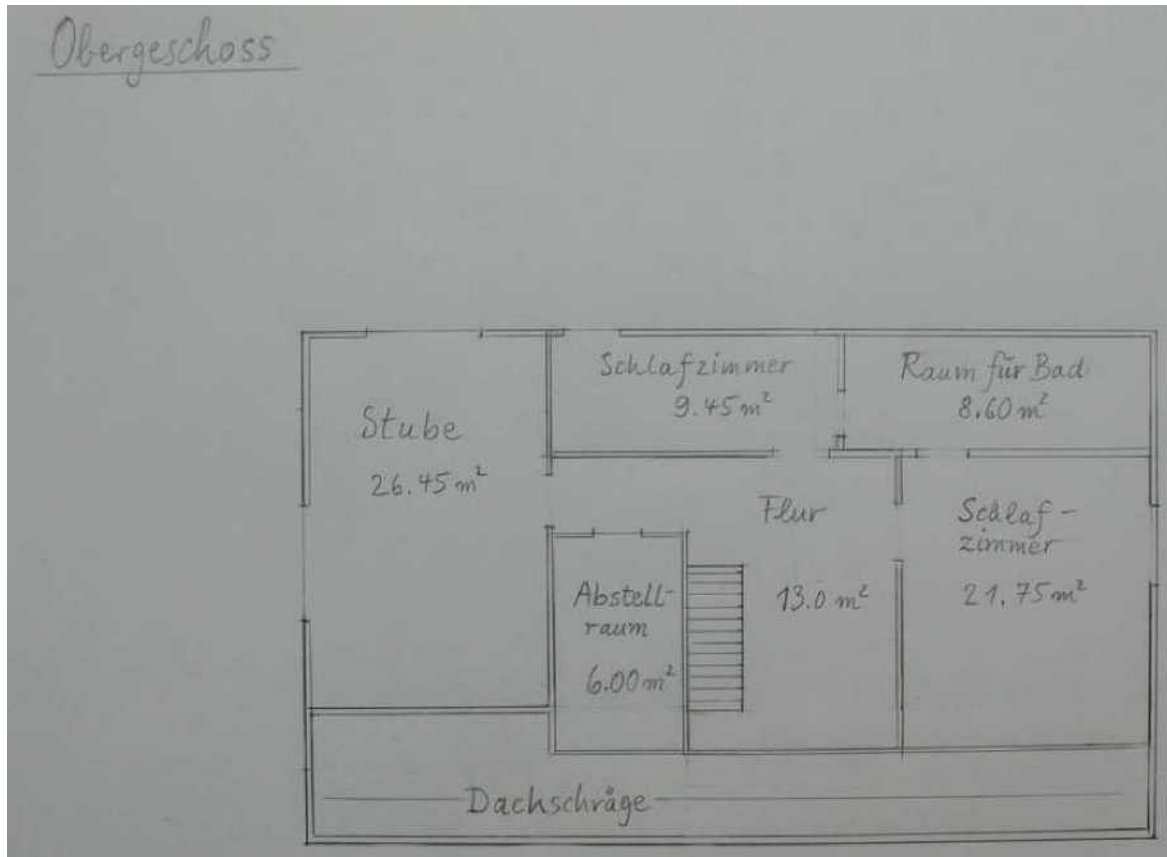 Obergeschoss
Stube
26.45 m²
Schlafzimmer
9.45 m²
Raum für Bad
8.60 m²
Flur
13.0 m²
Schlaf-
zimmer
21.75 m²
Abstell-
raum
6.00 m²
Dachschräge